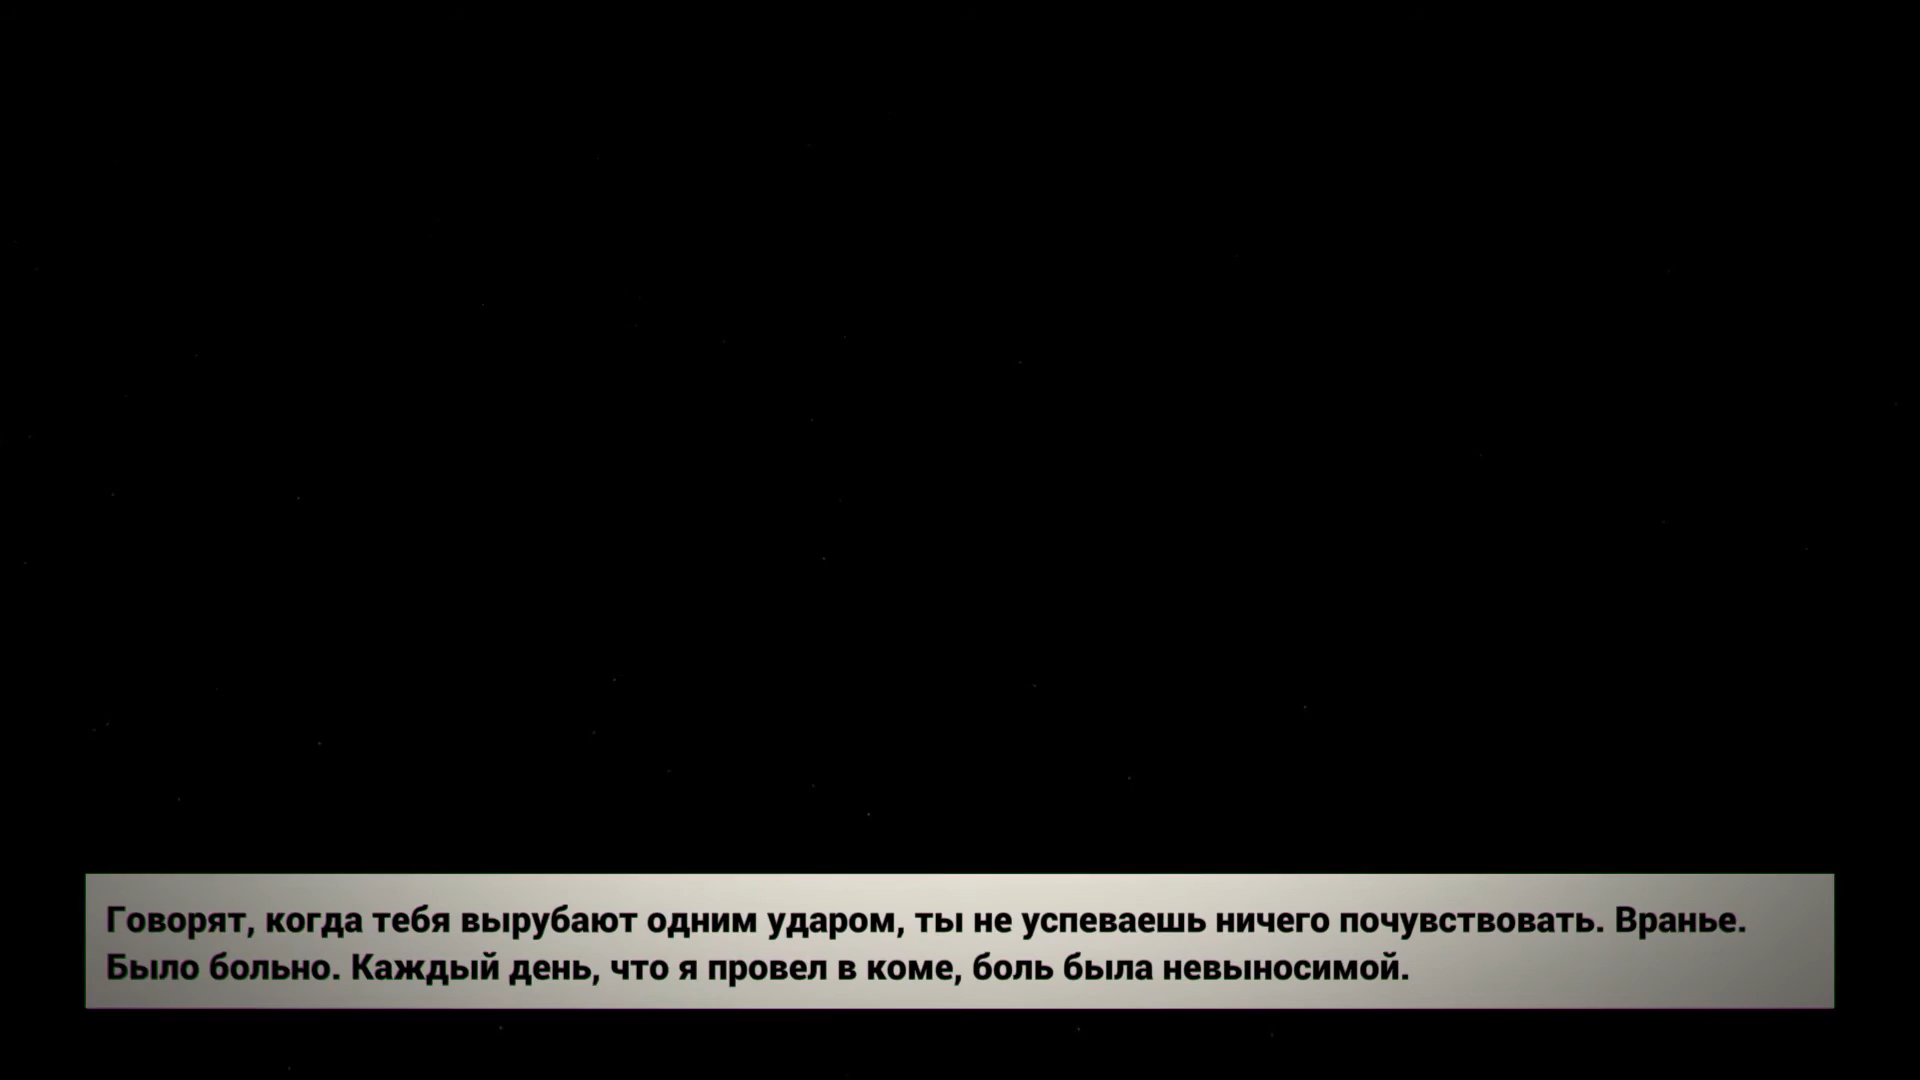 Говорят, когда тебя вырубают одним ударом, ты не успеваешь ничего почувствовать. Вранье.
Было больно. Каждый день, что я провел в коме, боль была невыносимой.